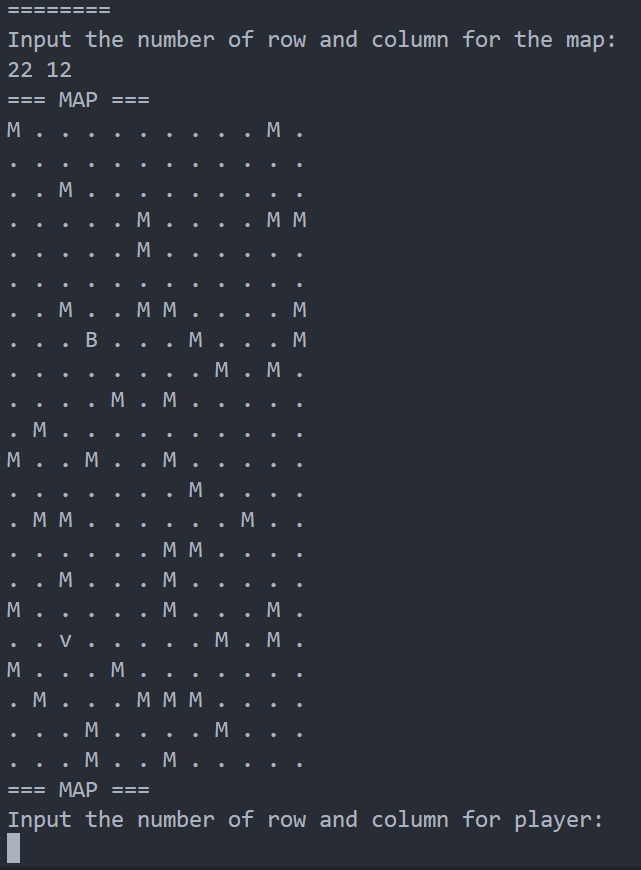 ========
Input the number of row and column for the map:
22 12
=== MAP ===
M . . . . . . . . . M .
. . . . . . . . . . . .
. . M . . . . . . . . .
. . . . . M . . . . M M
. . . . . M . . . . . .
. . . . . . . . . . . .
. . M . . M M . . . . M
. . . B . . . M . . . M
. . . . . . . . M . M .
. . . . M . M . . . . .
. M . . . . . . . . . .
M . . M . . M . . . . .
. . . . . . . M . . . .
. M M . . . . . . M . .
. . . . . . M M . . . .
. . M . . . M . . . . .
M . . . . . M . . . M .
. . v . . . . . M . M .
M . . . M . . . . . . .
. M . . . M M M . . . .
. . . M . . . . M . . .
. . . M . . M . . . . .
=== MAP ===
Input the number of row and column for player: